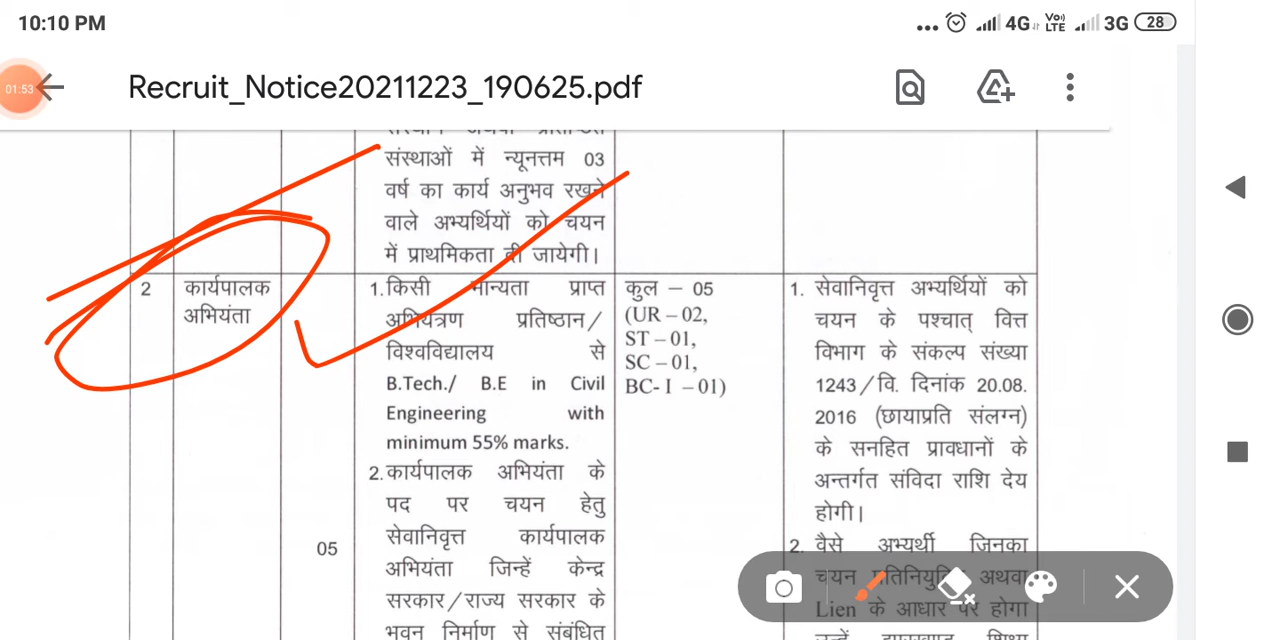 10:10 PM
4G
Vo))
LTE
3G
28
01:53
Recruit_Notice20211223_190625.pdf
संस्थाओं में न्यूनत्तम 03
वर्ष का कार्य अनुभव रखने
वाले अभ्यर्थियों को चयन
में प्राथमिकता दी जायेगी।
2
कार्यपालक
अभियंता
05
1. किसी मान्यता प्राप्त
अभियंत्रण प्रतिष्ठान/
विश्वविद्यालय से
B.Tech./ B.E in Civil
Engineering with
minimum 55% marks.
2. कार्यपालक अभियंता के
पद पर चयन हेतु
सेवानिवृत्त कार्यपालक
अभियंता जिन्हें केन्द्र
सरकार/राज्य सरकार के
भवन निर्माण से संबंधित
कुल – 05
(UR – 02,
ST – 01,
SC – 01,
BC- I – 01)
1. सेवानिवृत्त अभ्यर्थियों को
चयन के पश्चात् वित्त
विभाग के संकल्प संख्या
1243/वि. दिनांक 20.08.
2016 (छायाप्रति संलग्न)
के सनहित प्रावधानों के
अन्तर्गत संविदा राशि देय
होगी।
2. वैसे अभ्यर्थी जिनका
चयन प्रतिनियुक्ति अथवा
Lien के आधार पर होगा